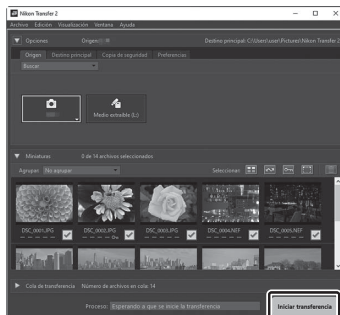 Nikon Transfer 2
Archivo Edición Visualización Ventana Ayuda
Opciones Origen: Destino principal: C:\Users\user\Pictures\Nikon Transfer 2
Origen Destino principal Copia de seguridad Preferencias
Buscar
Medio extraíble (L:)
Miniaturas 0 de 14 archivos seleccionados
Agrupar: No agrupar Seleccionar:
DSC_0001.JPG DSC_0002.JPG DSC_0003.JPG DSC_0004.NEF DSC_0005.NEF
Cola de transferencia Número de archivos en cola: 14
Proceso: Esperando a que se inicie la transferencia
Iniciar transferencia